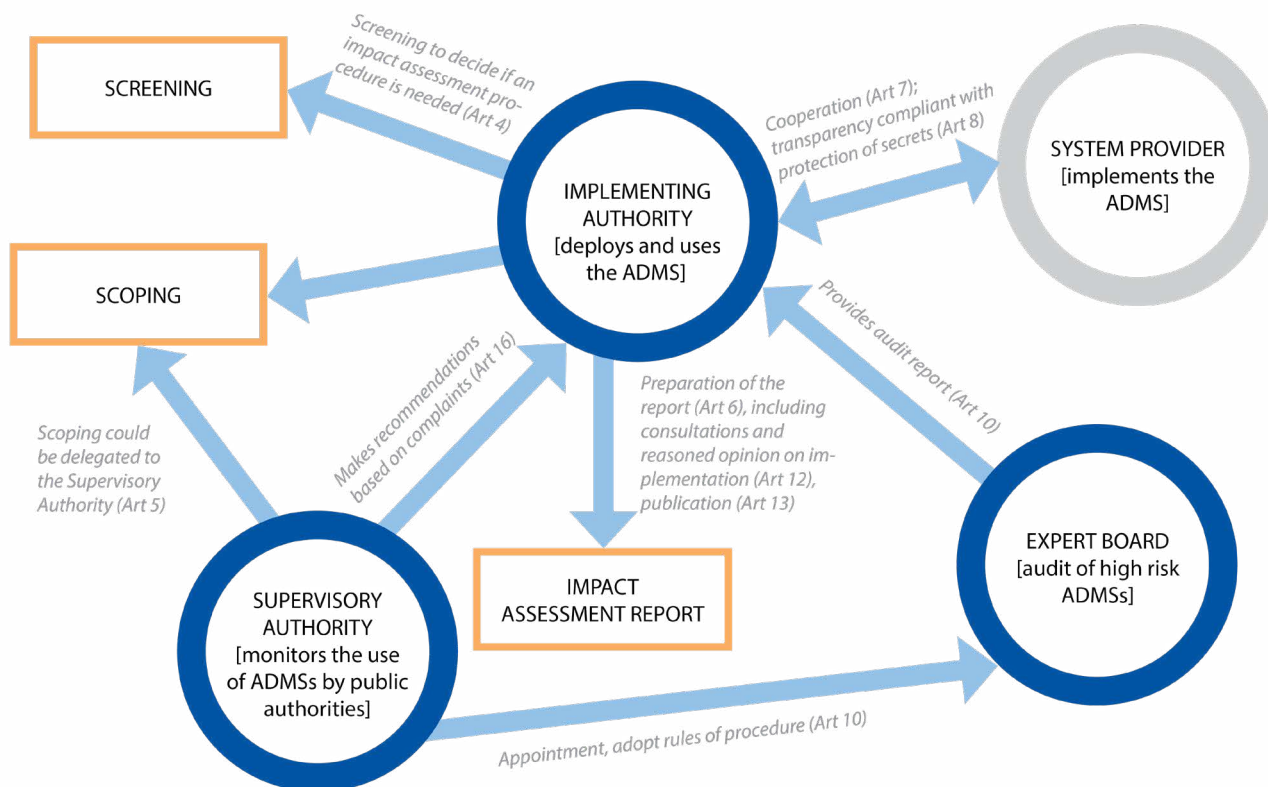 Screening to decide if an
impact assessment pro-
cedure is needed (Art 4)
SCREENING
Cooperation (Art 7);
transparency compliant with
protection of secrets (Art 8)
SYSTEM PROVIDER
[implements the
ADMS]
IMPLEMENTING
AUTHORITY
[deploys and uses
the ADMS]
SCOPING
Provides audit report (Art 10)
Makes recommendations
based on complaints (Art 16)
Preparation of the
report (Art 6), including
consultations and
reasoned opinion on im-
plementation (Art 12),
publication (Art 13)
Scoping could
be delegated to
the Supervisory
Authority (Art 5)
EXPERT BOARD
[audit of high risk
ADMSs]
IMPACT
ASSESSMENT REPORT
SUPERVISORY
AUTHORITY
[monitors the use
of ADMSs by public
authorities]
Appointment, adopt rules of procedure (Art 10)